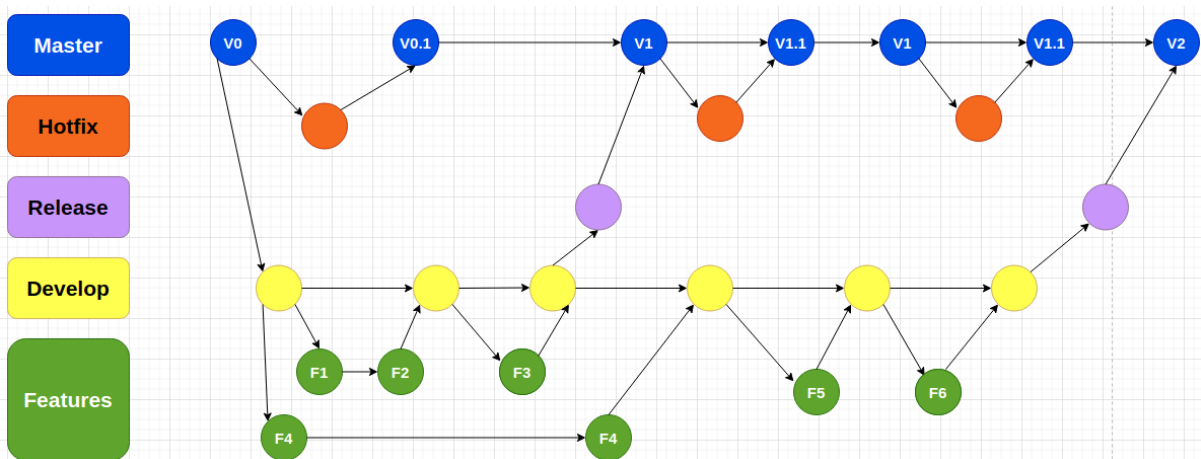 Master
V0
V0.1
V1
V1.1
V1
V1.1
V2
Hotfix
Release
Develop
Features
F1
F2
F3
F5
F6
F4
F4